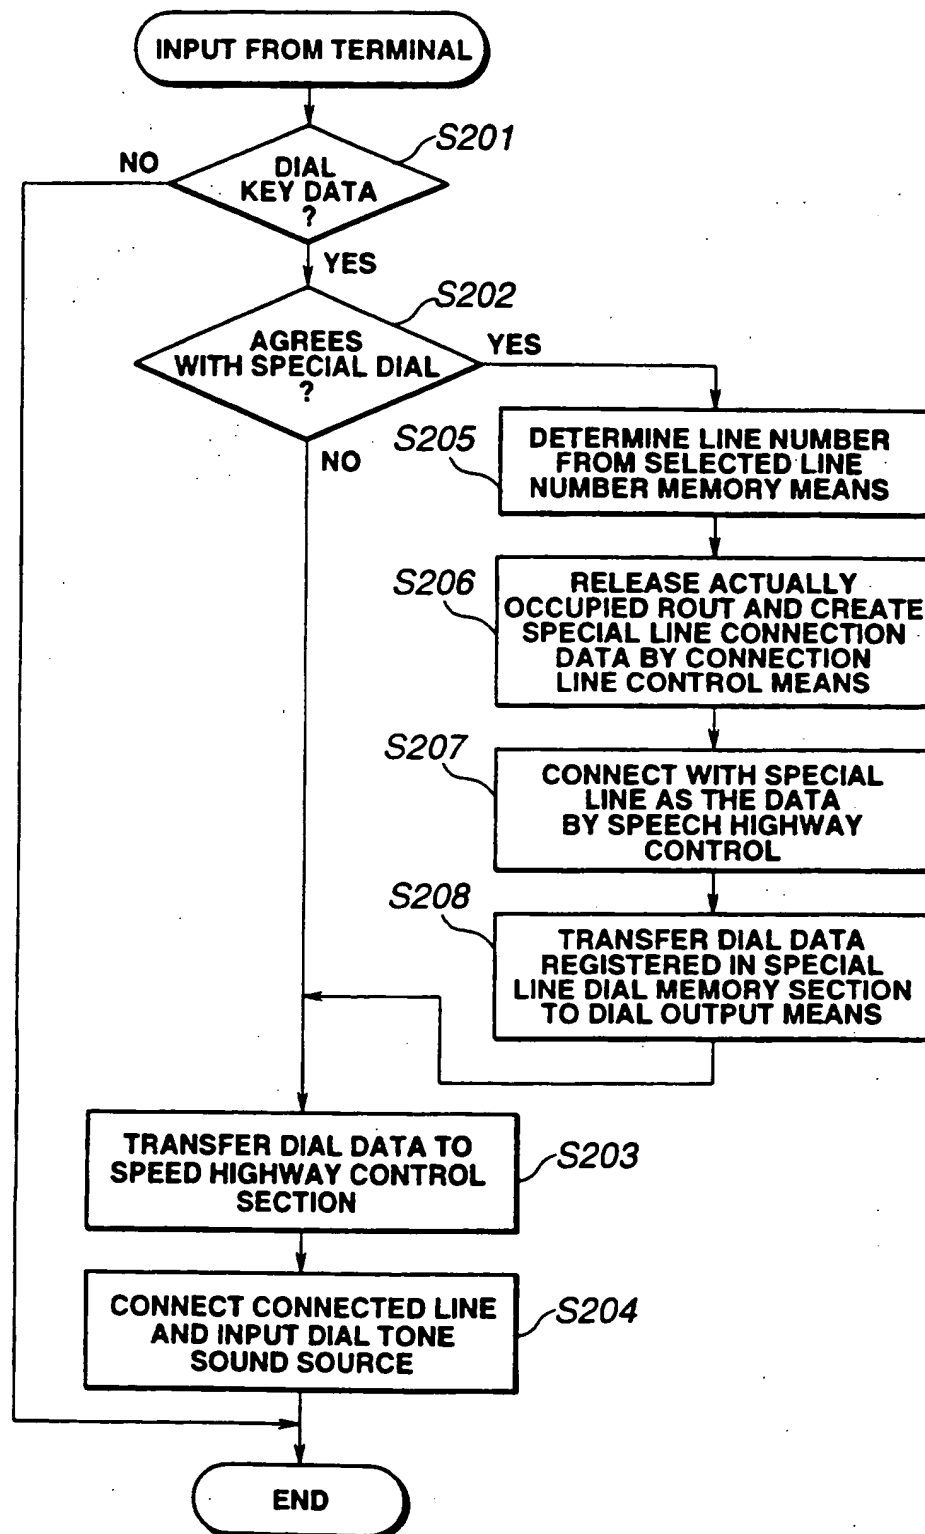 INPUT FROM TERMINAL
S201
NO
DIAL
KEY DATA
?
YES
S202
AGREES
WITH SPECIAL DIAL
?
YES
NO
S205
DETERMINE LINE NUMBER
FROM SELECTED LINE
NUMBER MEMORY MEANS
S206
RELEASE ACTUALLY
OCCUPIED ROUT AND CREATE
SPECIAL LINE CONNECTION
DATA BY CONNECTION
LINE CONTROL MEANS
S207
CONNECT WITH SPECIAL
LINE AS THE DATA
BY SPEECH HIGHWAY
CONTROL
S208
TRANSFER DIAL DATA
REGISTERED IN SPECIAL
LINE DIAL MEMORY SECTION
TO DIAL OUTPUT MEANS
TRANSFER DIAL DATA TO
SPEED HIGHWAY CONTROL
SECTION
S203
CONNECT CONNECTED LINE
AND INPUT DIAL TONE
SOUND SOURCE
S204
END